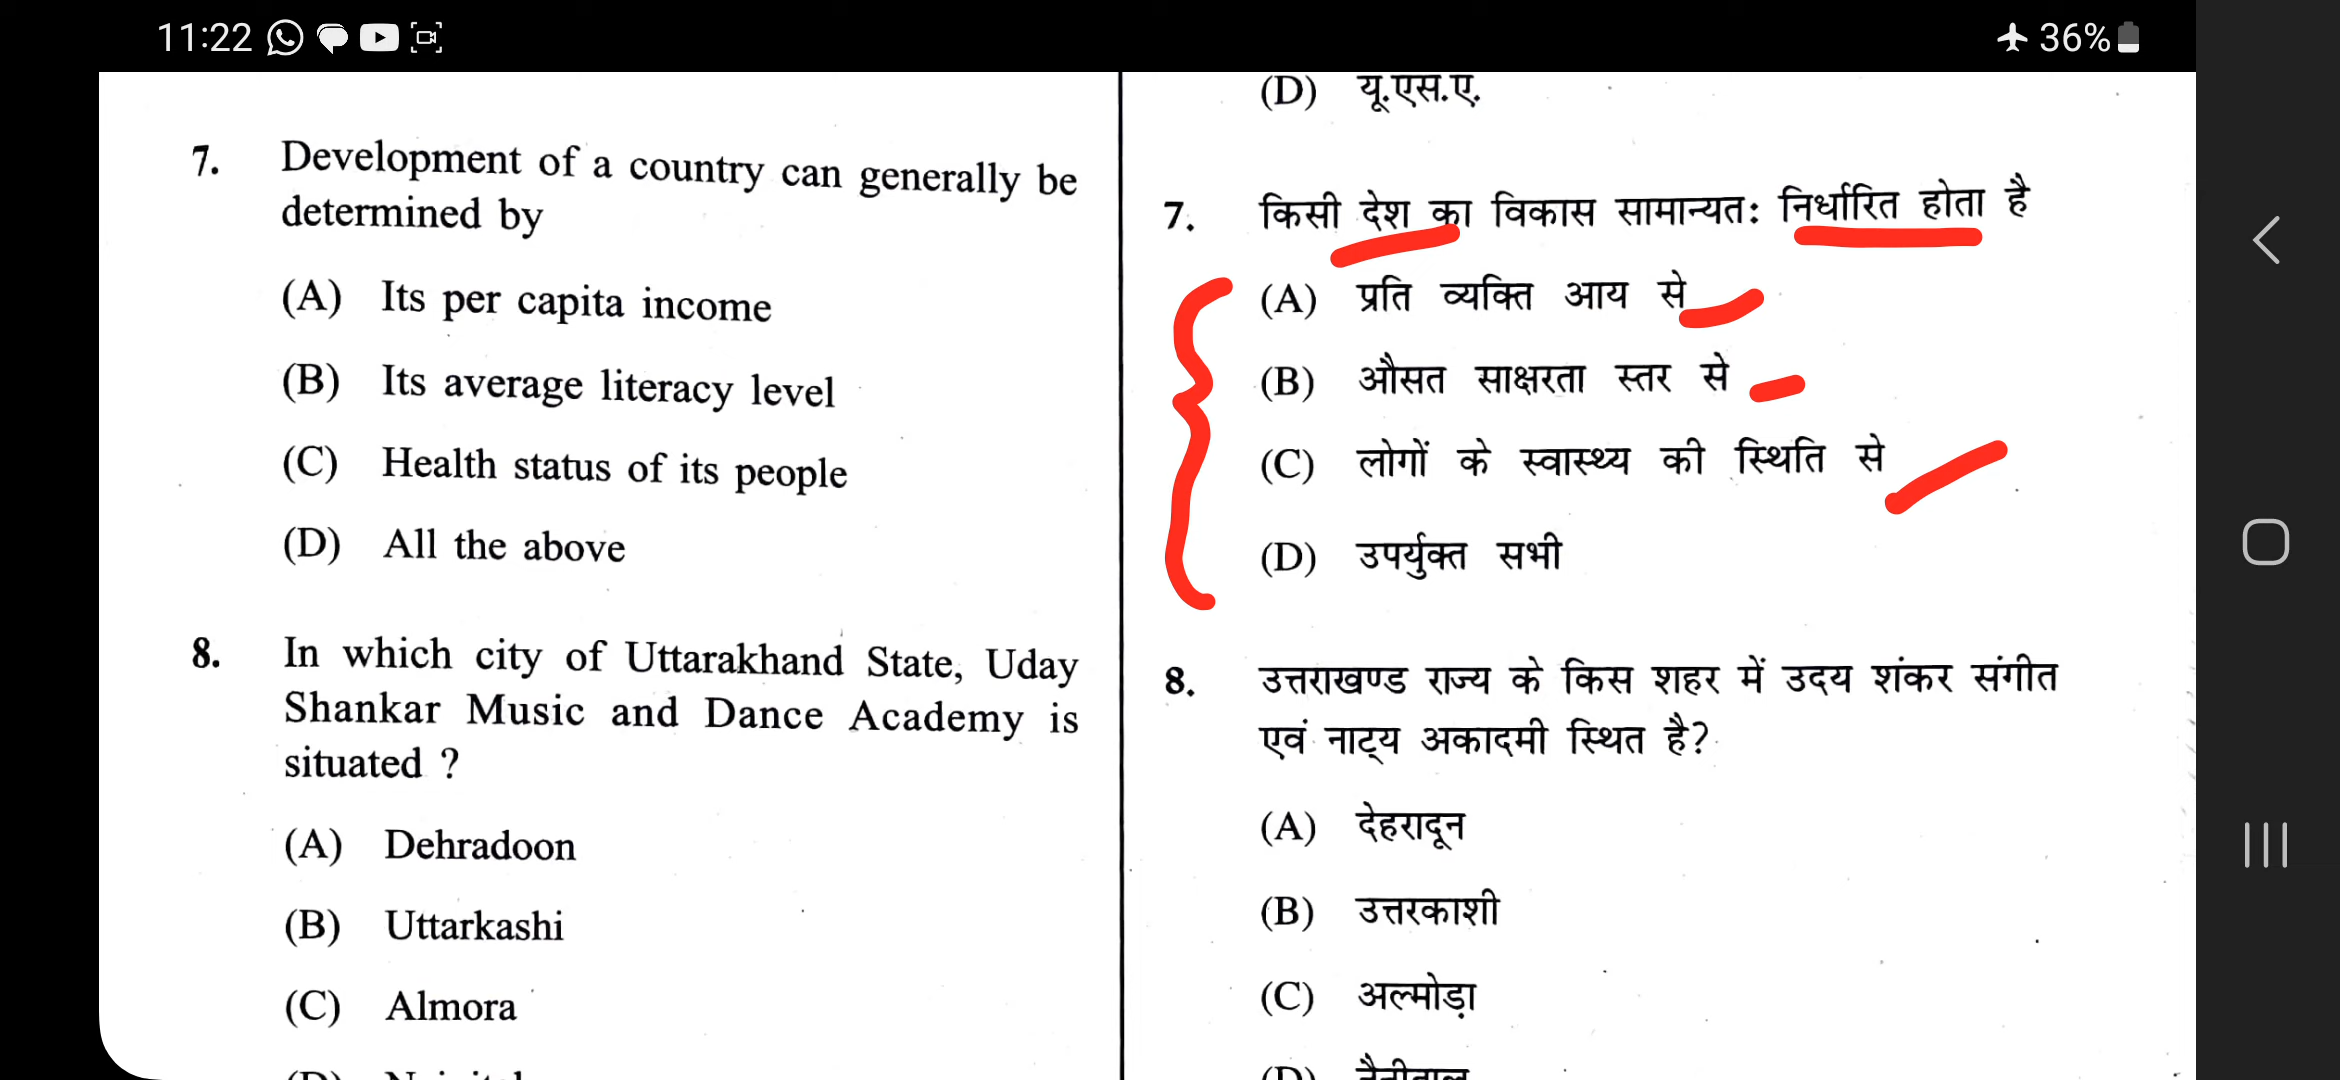 11:22
36%
7. Development of a country can generally be
determined by
(A) Its per capita income
(B) Its average literacy level
(C) Health status of its people
(D) All the above
8. In which city of Uttarakhand State, Uday
Shankar Music and Dance Academy is
situated ?
(A) Dehradoon
(B) Uttarkashi
(C) Almora
(D) Nainital
(D) यू.एस.ए.
7. किसी देश का विकास सामान्यतः निर्धारित होता है
(A) प्रति व्यक्ति आय से
(B) औसत साक्षरता स्तर से
(C) लोगों के स्वास्थ्य की स्थिति से
(D) उपर्युक्त सभी
8. उत्तराखण्ड राज्य के किस शहर में उदय शंकर संगीत
एवं नाट्य अकादमी स्थित है?
(A) देहरादून
(B) उत्तरकाशी
(C) अल्मोड़ा
(D) नैनीताल